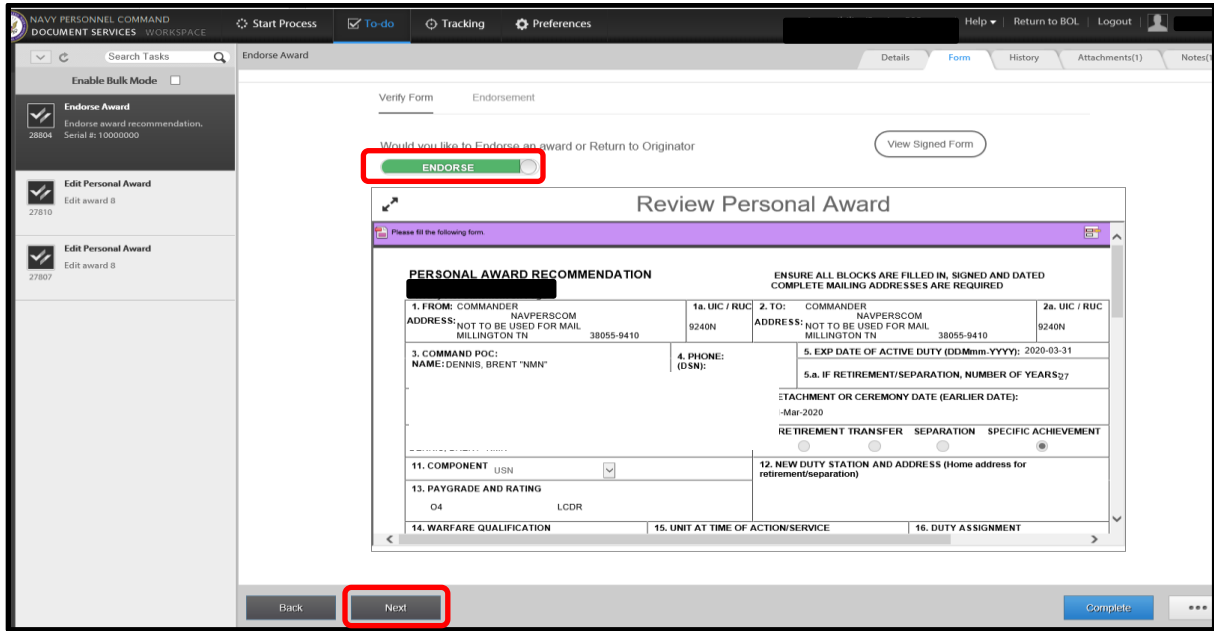 NAVY PERSONNEL COMMAND
DOCUMENT SERVICES WORKSPACE
Start Process
To-do
Tracking
Preferences
Help
Return to BOL
Logout
Search Tasks
Endorse Award
Details
Form
History
Attachments(1)
Notes(1
Enable Bulk Mode
Endorse Award
Endorse award recommendation.
28804 Serial #: 10000000
Edit Personal Award
Edit award 8
27810
Edit Personal Award
Edit award 8
27807
Verify Form Endorsement
Would you like to Endorse an award or Return to Originator
ENDORSE
View Signed Form
Review Personal Award
Please fill the following form.
PERSONAL AWARD RECOMMENDATION
ENSURE ALL BLOCKS ARE FILLED IN, SIGNED AND DATED
COMPLETE MAILING ADDRESSES ARE REQUIRED
1. FROM: COMMANDER
NAVPERSCOM
ADDRESS: NOT TO BE USED FOR MAIL
MILLINGTON TN 38055-9410
1a. UIC / RUC
9240N
2. TO: COMMANDER
NAVPERSCOM
ADDRESS: NOT TO BE USED FOR MAIL
MILLINGTON TN 38055-9410
2a. UIC / RUC
9240N
3. COMMAND POC:
NAME: DENNIS, BRENT "NMN"
4. PHONE:
(DSN):
5. EXP DATE OF ACTIVE DUTY (DDMmm-YYYY): 2020-03-31
5.a. IF RETIREMENT/SEPARATION, NUMBER OF YEARS: 27
ETACHMENT OR CEREMONY DATE (EARLIER DATE):
-Mar-2020
RETIREMENT TRANSFER SEPARATION SPECIFIC ACHIEVEMENT
11. COMPONENT USN
12. NEW DUTY STATION AND ADDRESS (Home address for
retirement/separation)
13. PAYGRADE AND RATING
O4 LCDR
14. WARFARE QUALIFICATION
15. UNIT AT TIME OF ACTION/SERVICE
16. DUTY ASSIGNMENT
Back
Next
Complete